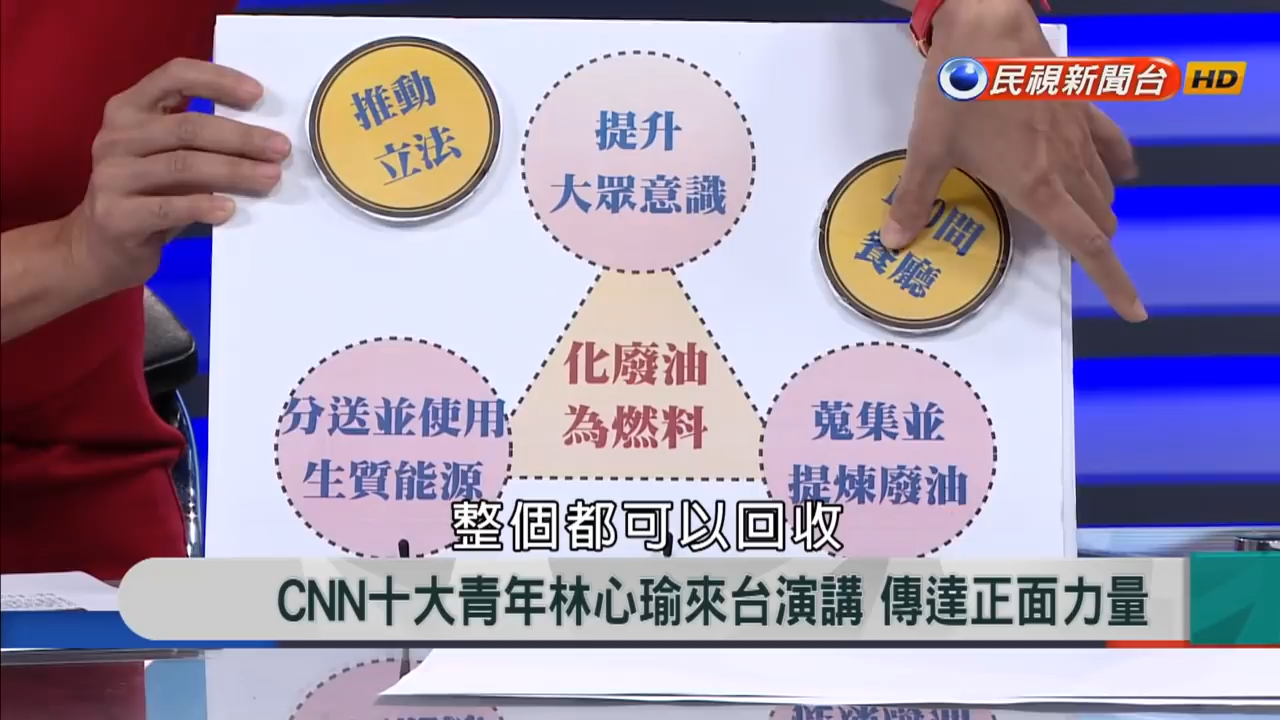 民視新聞台 HD
推動
立法
提升
大眾意識
間
餐廳
化廢油
為燃料
分送並使用
生質能源
蒐集並
提煉廢油
整個都可以回收
CNN十大青年林心瑜來台演講 傳達正面力量